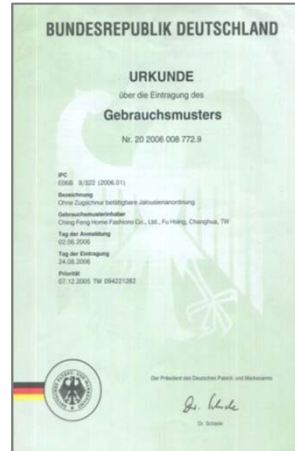 BUNDESREPUBLIK DEUTSCHLAND
URKUNDE
über die Eintragung des
Gebrauchsmusters
Nr. 20 2006 008 772.9
IPC
E06B 9/322 (2006.01)
Bezeichnung
Ohne Zugschnur betätigbare Jalousienanordnung
Gebrauchsmusterinhaber
Ching Feng Home Fashions Co., Ltd., Fu Hsing, Changhua, TW
Tag der Anmeldung
02.06.2006
Tag der Eintragung
24.08.2006
Priorität
07.12.2005 TW 094221282
Der Präsident des Deutschen Patent- und Markenamts
Dr. Schade